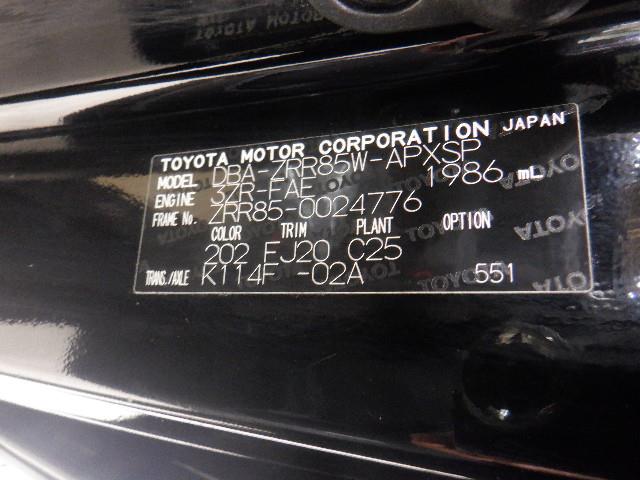 TOYOTA MOTOR CORPORATION JAPAN
MODEL DBA-ZRR85W-APXSP
ENGINE 3ZR-FAE 1986 mL
FRAME No. ZRR85-0024776
COLOR TRIM PLANT OPTION
202 EJ20 C25
TRANS./AXLE K114F -02A 551